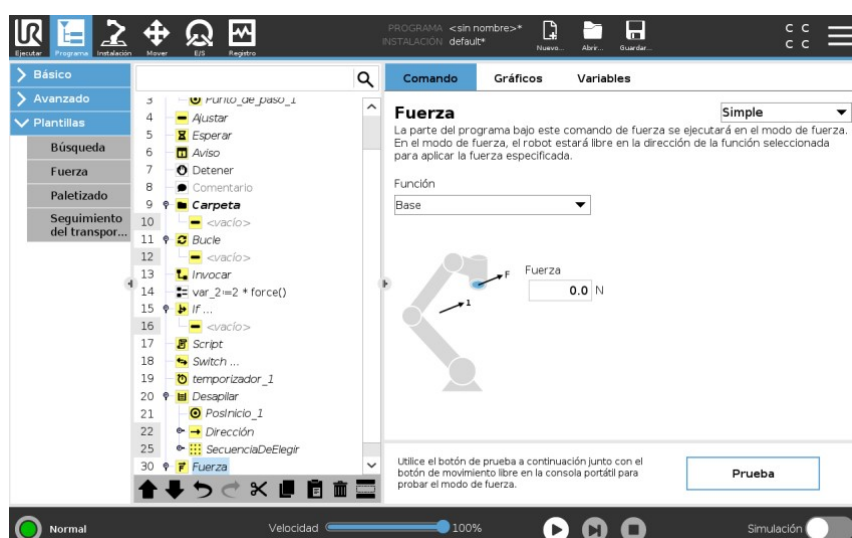 PROGRAMA <sin nombre>*
INSTALACIÓN default*
C C
C C
Ejecutar Programa Instalación Mover E/S Registro Nuevo... Abrir... Guardar...
Básico
Avanzado
Plantillas
Búsqueda
Fuerza
Paletizado
Seguimiento
del transpor...
3 Punto_de_paso_1
4 Ajustar
5 Esperar
6 Aviso
7 Detener
8 Comentario
9 Carpeta
10 <vacío>
11 Bucle
12 <vacío>
13 Invocar
14 var_2≔2 * force()
15 If ...
16 <vacío>
17 Script
18 Switch ...
19 temporizador_1
20 Desapilar
21 PosInicio_1
22 Dirección
25 SecuenciaDeElegir
30 Fuerza
Comando Gráficos Variables
Fuerza Simple
La parte del programa bajo este comando de fuerza se ejecutará en el modo de fuerza.
En el modo de fuerza, el robot estará libre en la dirección de la función seleccionada
para aplicar la fuerza especificada.
Función
Base
F
1
Fuerza
0.0 N
Utilice el botón de prueba a continuación junto con el
botón de movimiento libre en la consola portátil para
probar el modo de fuerza.
Prueba
Normal Velocidad 100% Simulación